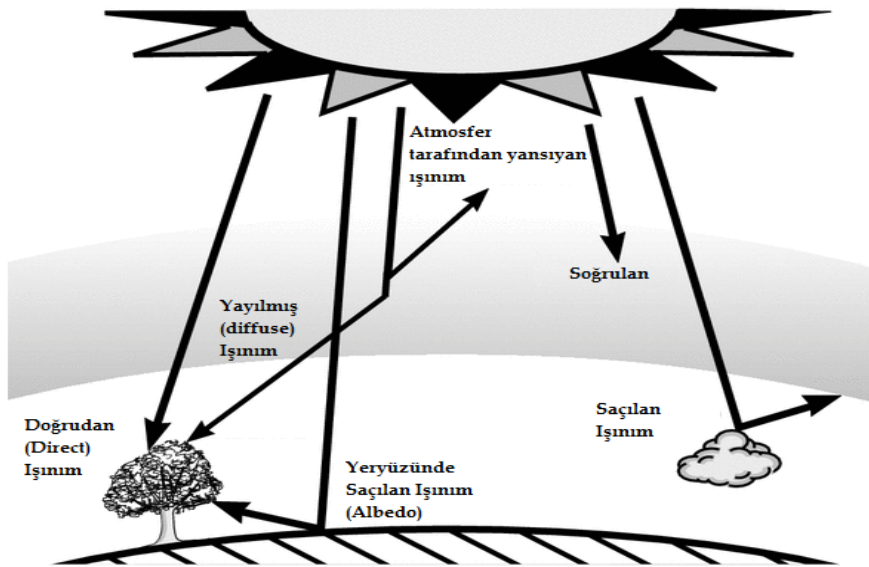 Atmosfer
tarafından yansıyan
ışınım
Soğrulan
Yayılmış
(diffuse)
Işınım
Doğrudan
(Direct)
Işınım
Saçılan
Işınım
Yeryüzünde
Saçılan Işınım
(Albedo)